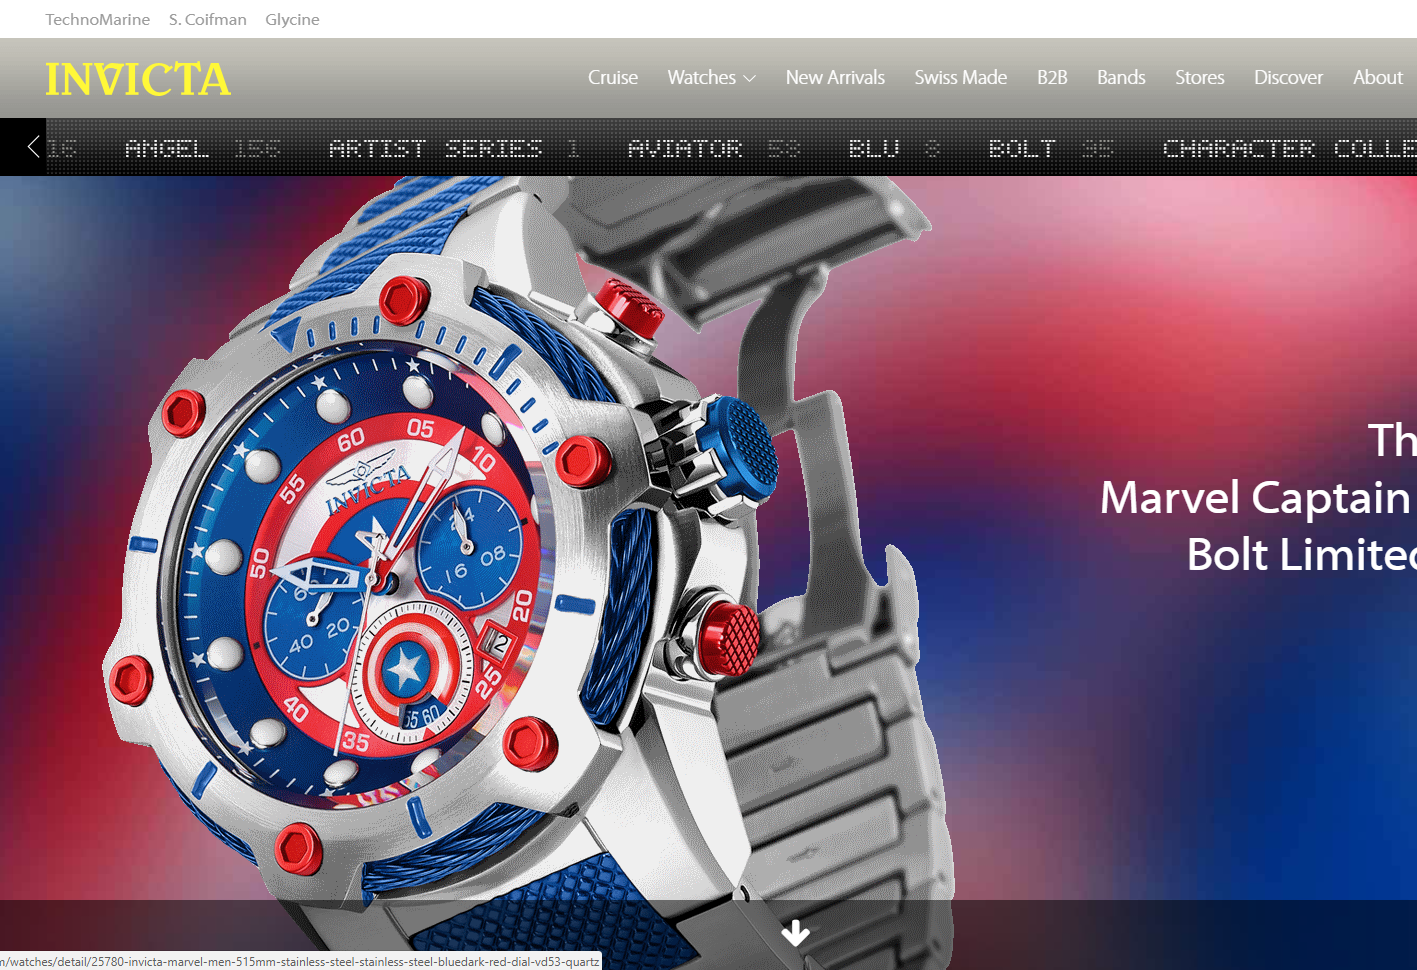 TechnoMarine S. Coifman Glycine
INVICTA
Cruise Watches New Arrivals Swiss Made B2B Bands Stores Discover About
16 ANGEL 156 ARTIST SERIES 1 AVIATOR 58 BLU 8 BOLT 95 CHARACTER COLLE
Th
Marvel Captain
Bolt Limited
60 05 10
55
INVICTA
50
24
08
16
60
20
40
20
2
25
55 60
40
35
m/watches/detail/25780-invicta-marvel-men-515mm-stainless-steel-stainless-steel-bluedark-red-dial-vd53-quartz